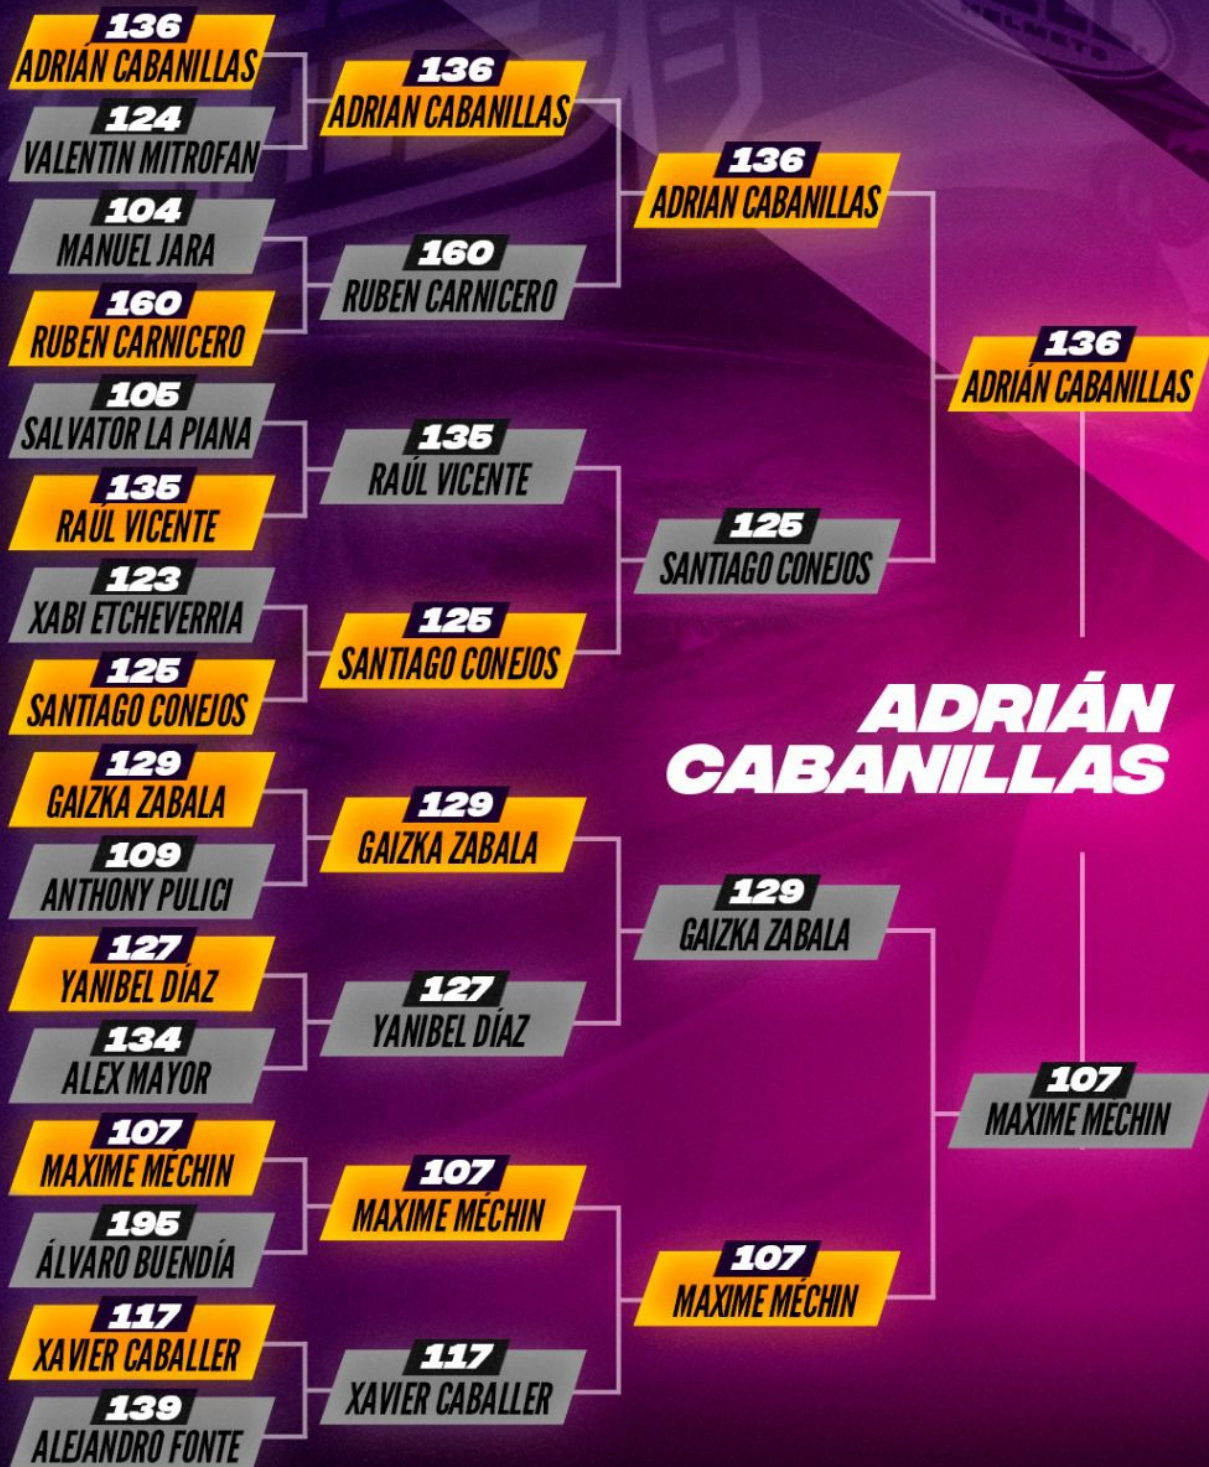 HELMETS
136
ADRIÁN CABANILLAS
124
VALENTIN MITROFAN
104
MANUEL JARA
160
RUBEN CARNICERO
105
SALVATOR LA PIANA
135
RAÚL VICENTE
123
XABI ETCHEVERRIA
125
SANTIAGO CONEJOS
129
GAIZKA ZABALA
109
ANTHONY PULICI
127
YANIBEL DÍAZ
134
ALEX MAYOR
107
MAXIME MÉCHIN
195
ÁLVARO BUENDÍA
117
XAVIER CABALLER
139
ALEJANDRO FONTE
136
ADRIAN CABANILLAS
160
RUBEN CARNICERO
135
RAÚL VICENTE
125
SANTIAGO CONEJOS
129
GAIZKA ZABALA
127
YANIBEL DÍAZ
107
MAXIME MÉCHIN
117
XAVIER CABALLER
136
ADRIAN CABANILLAS
125
SANTIAGO CONEJOS
129
GAIZKA ZABALA
107
MAXIME MÉCHIN
136
ADRIÁN CABANILLAS
ADRIÁN
CABANILLAS
107
MAXIME MÉCHIN